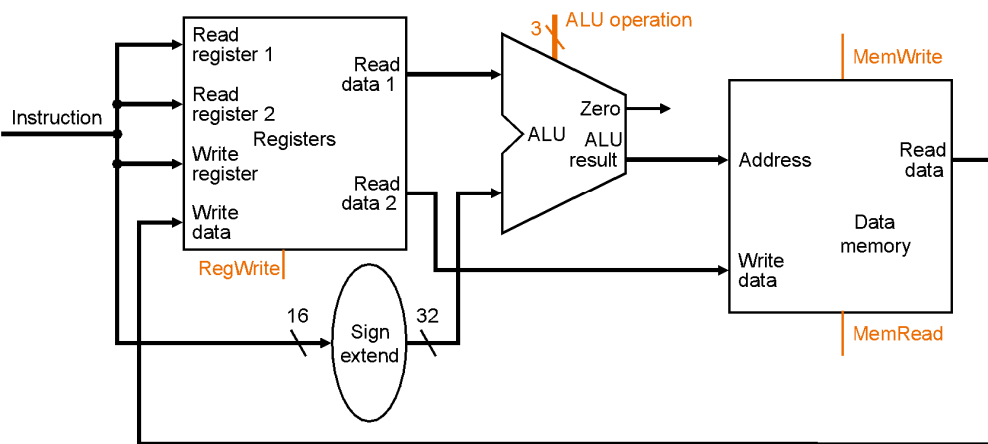 3
ALU operation
Read
register 1
Read
data 1
MemWrite
Read
register 2
Instruction
Registers
Zero
ALU
ALU
result
Write
register
Address
Read
data
Read
data 2
Write
data
Data
memory
RegWrite
Write
data
16
Sign
extend
32
MemRead